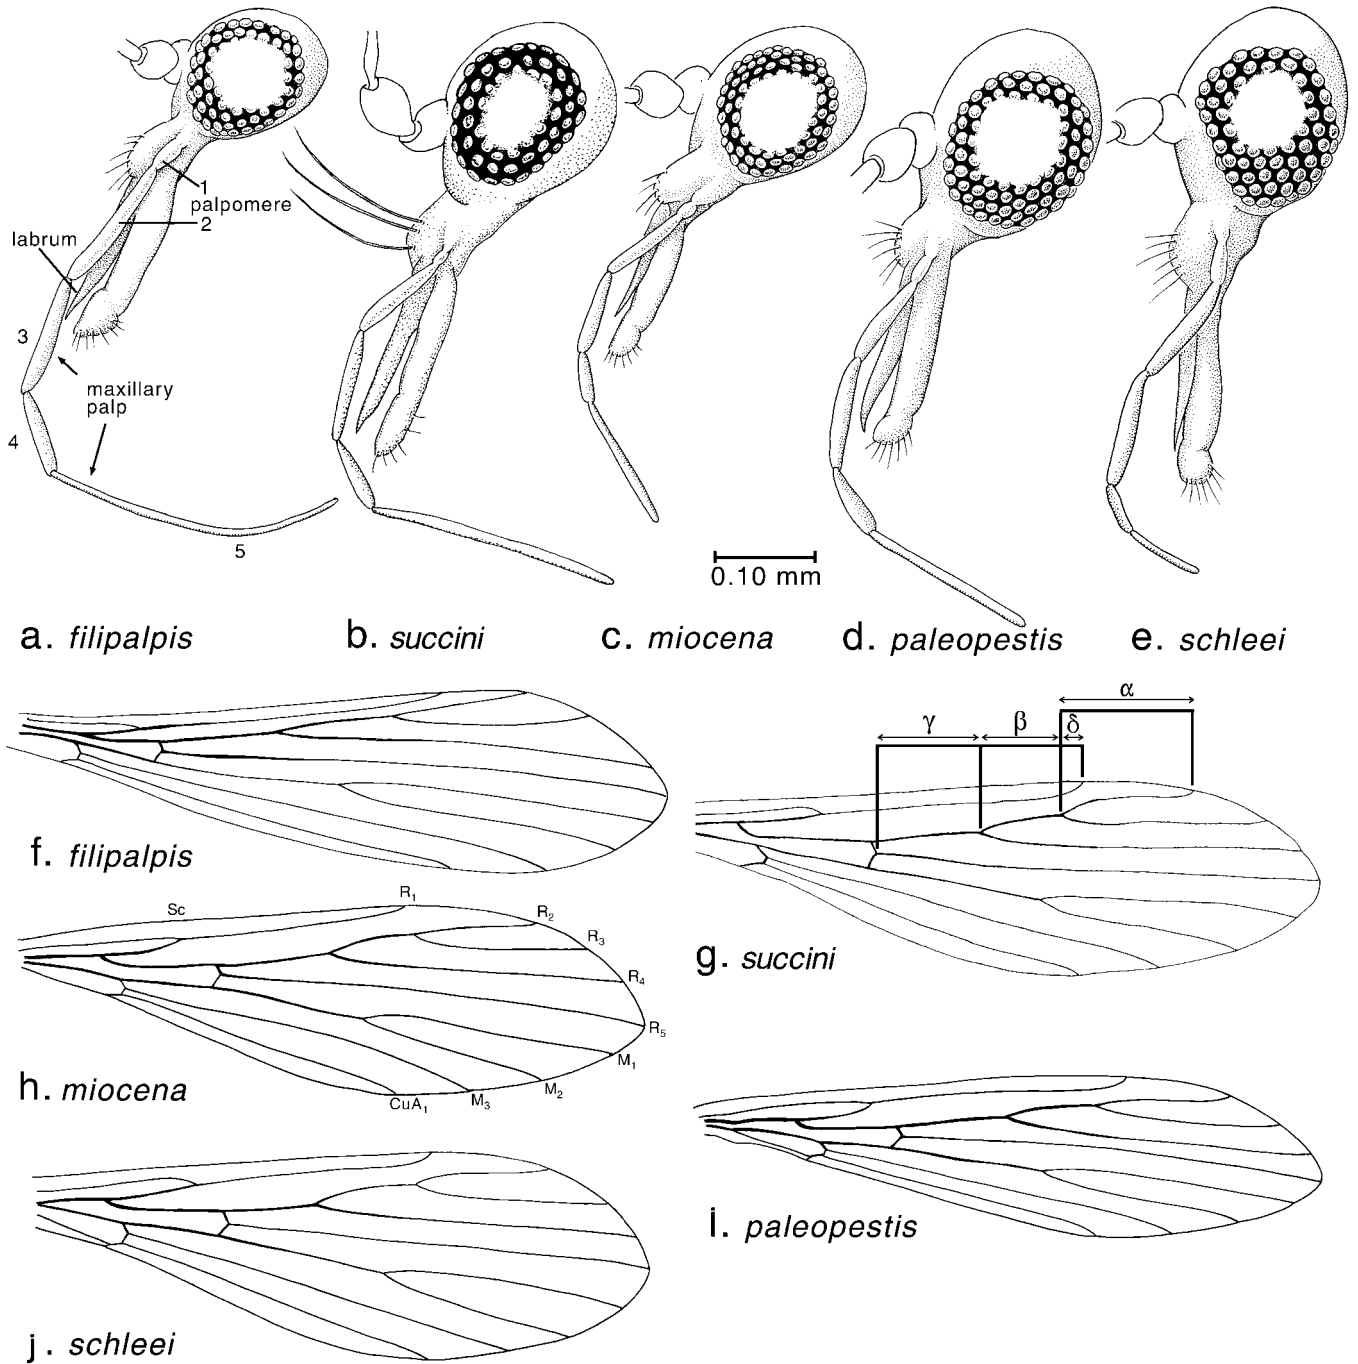 1
palpomere
2
labrum
3
maxillary
palp
4
5
0.10 mm
a. filipalpis
b. succini
c. miocena
d. paleopestis
e. schleei
α
γ β δ
f. filipalpis
g. succini
Sc
R1
R2
R3
R4
R5
M1
M2
M3
CuA1
h. miocena
i. paleopestis
j. schleei